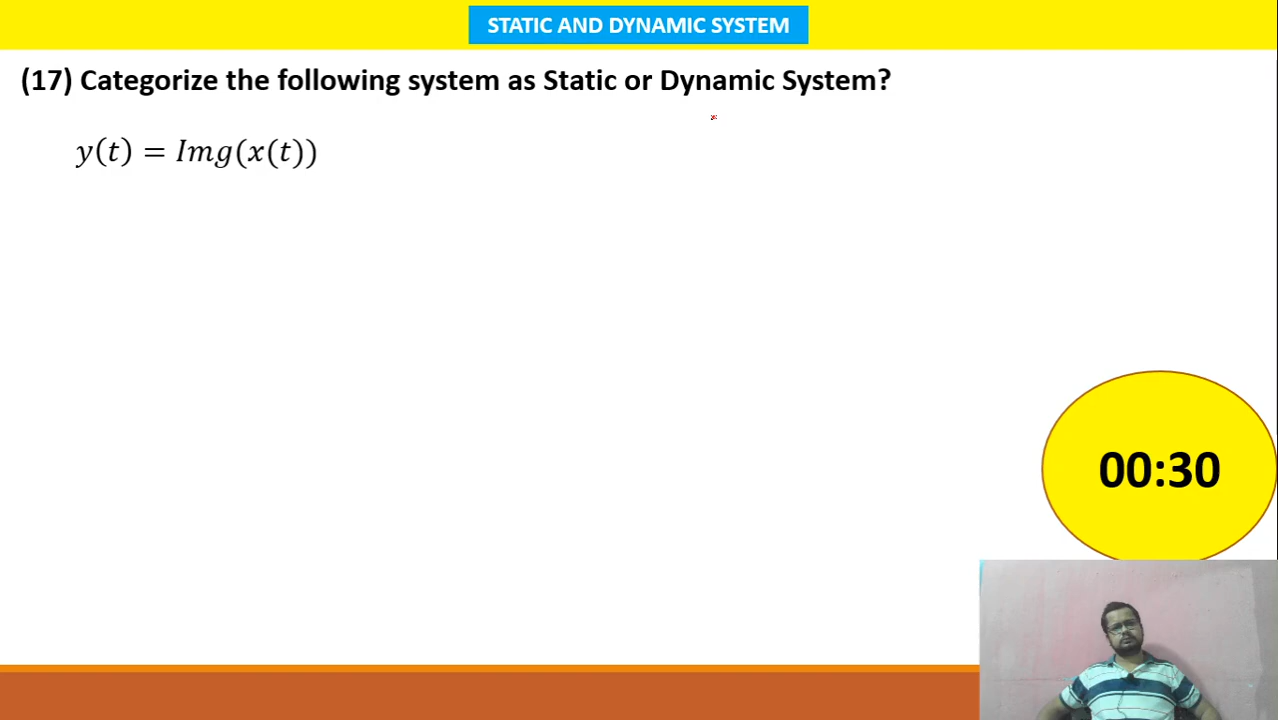 STATIC AND DYNAMIC SYSTEM
(17) Categorize the following system as Static or Dynamic System?
y(t) = Img(x(t))
00:30